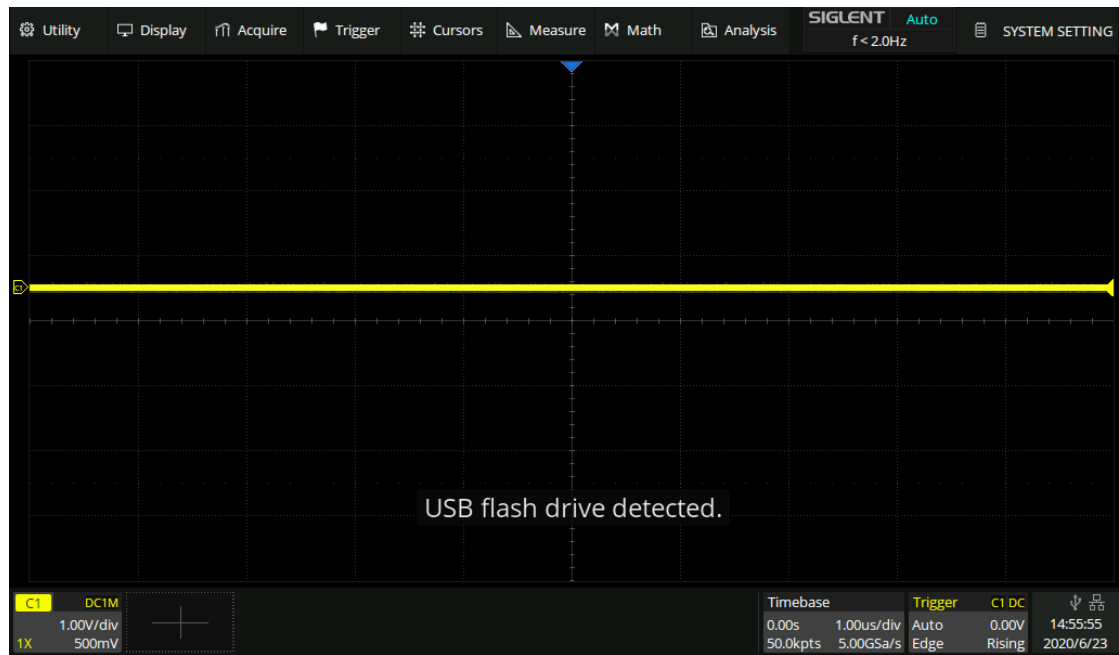 Utility Display Acquire Trigger Cursors Measure Math Analysis SIGLENT Auto SYSTEM SETTING
f < 2.0Hz
C1
USB flash drive detected.
C1 DC1M Timebase Trigger C1 DC
1.00V/div 0.00s 1.00us/div Auto 0.00V 14:55:55
1X 500mV 50.0kpts 5.00GSa/s Edge Rising 2020/6/23